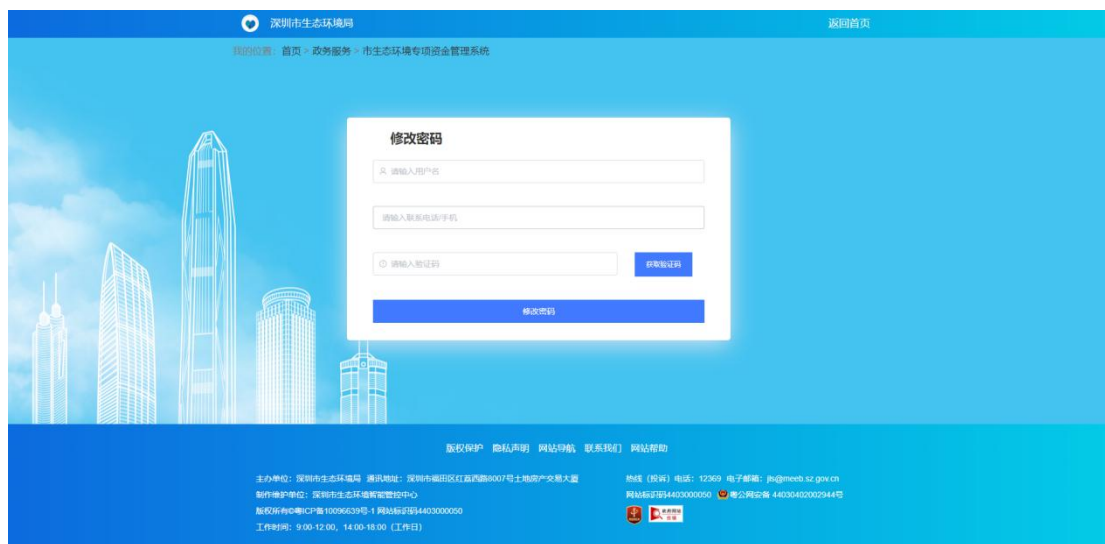 深圳市生态环境局
返回首页
我的位置：首页 > 政务服务 > 市生态环境专项资金管理系统
修改密码
请输入用户名
请输入联系电话/手机
请输入验证码
获取验证码
修改密码
版权保护 隐私声明 网站导航 联系我们 网站帮助
主办单位：深圳市生态环境局 通讯地址：深圳市福田区红荔西路8007号土地房产交易大厦
制作维护单位：深圳市生态环境智能管控中心
版权所有©粤ICP备10096639号-1 网站标识码4403000050
工作时间：9:00-12:00，14:00-18:00（工作日）
热线（投诉）电话：12369 电子邮箱：jls@meeb.sz.gov.cn
网站标识码4403000050 粤公网安备 44030402002944号